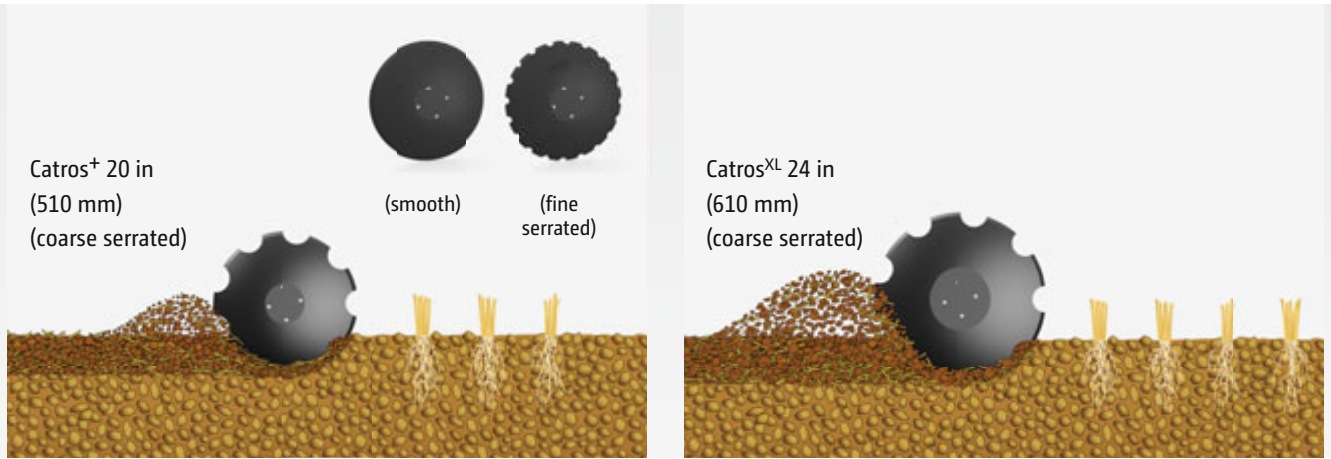 Catros+ 20 in
(510 mm)
(coarse serrated)
(smooth)
(fine
serrated)
CatrosXL 24 in
(610 mm)
(coarse serrated)